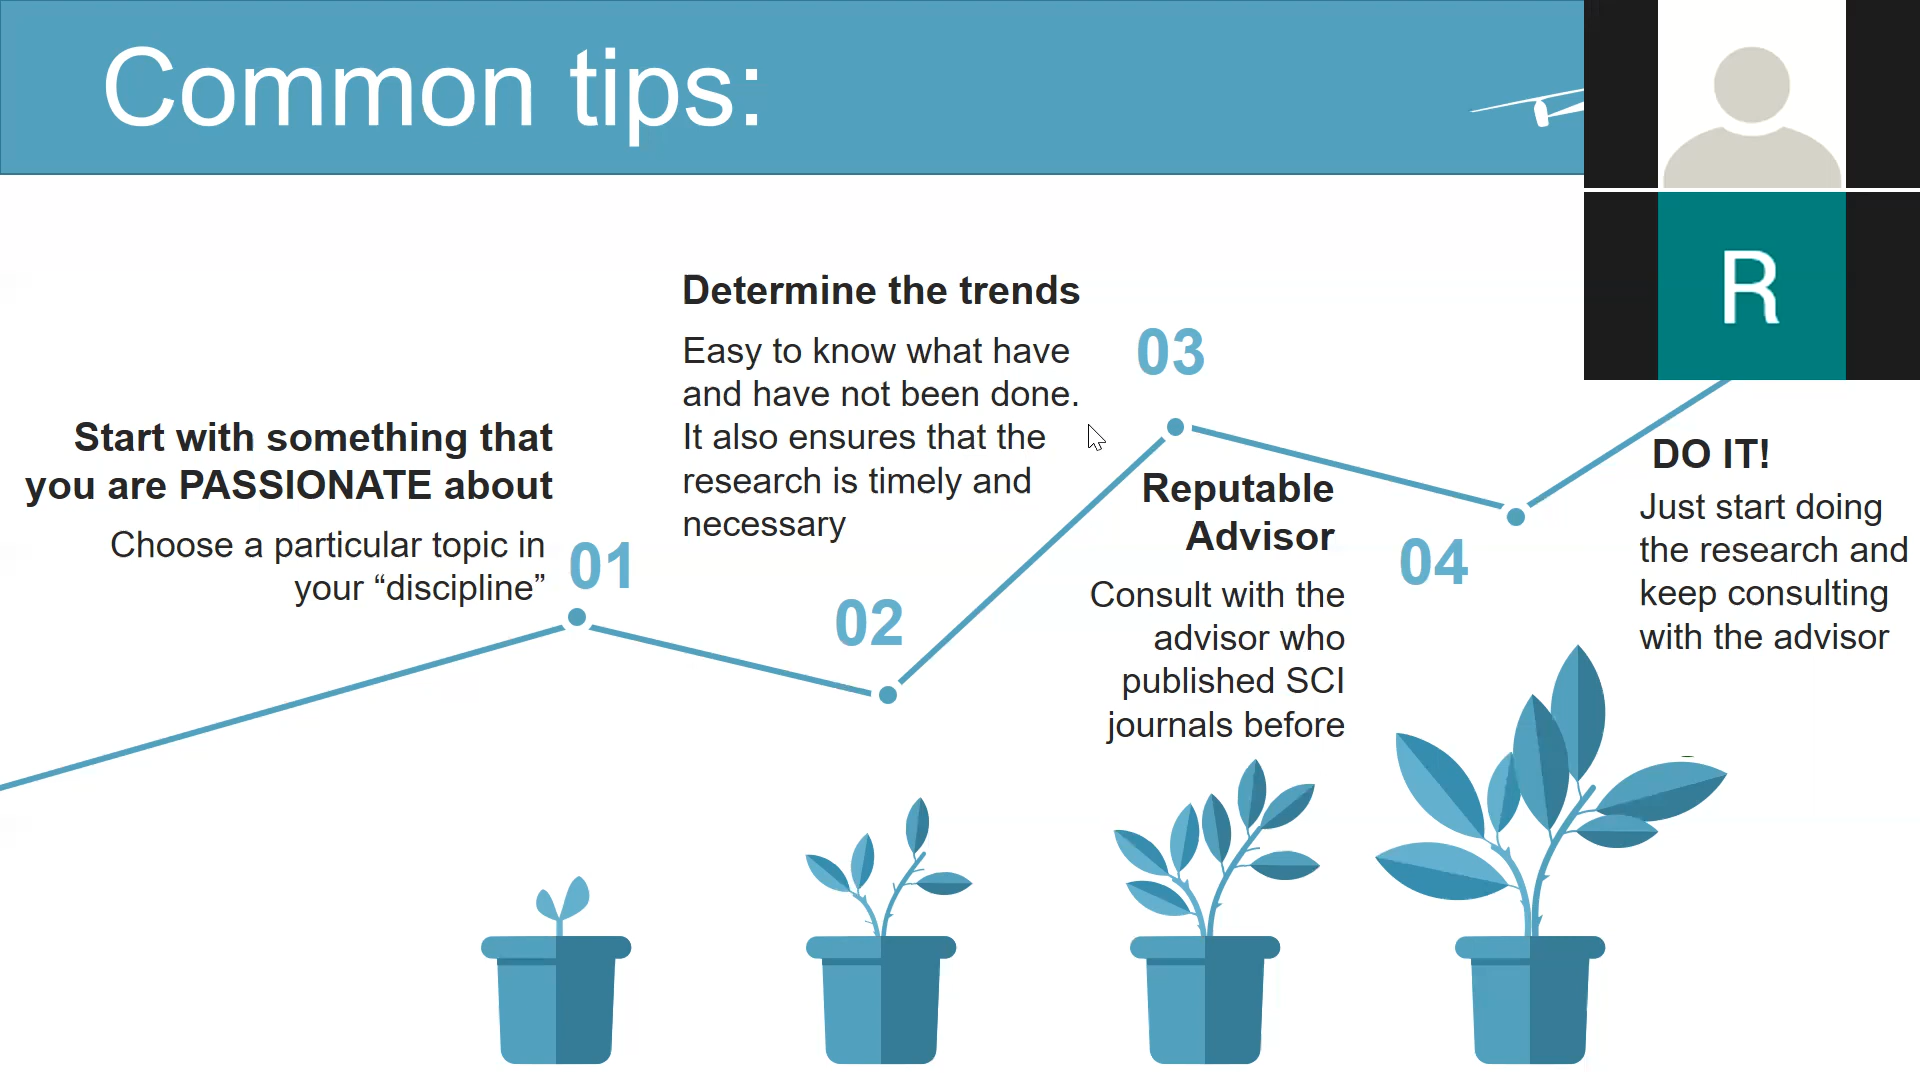 Common tips:
Start with something that
you are PASSIONATE about
Choose a particular topic in
your “discipline”
01
Determine the trends
Easy to know what have
and have not been done.
It also ensures that the
research is timely and
necessary
02
03
Reputable
Advisor
Consult with the
advisor who
published SCI
journals before
04
DO IT!
Just start doing
the research and
keep consulting
with the advisor
R